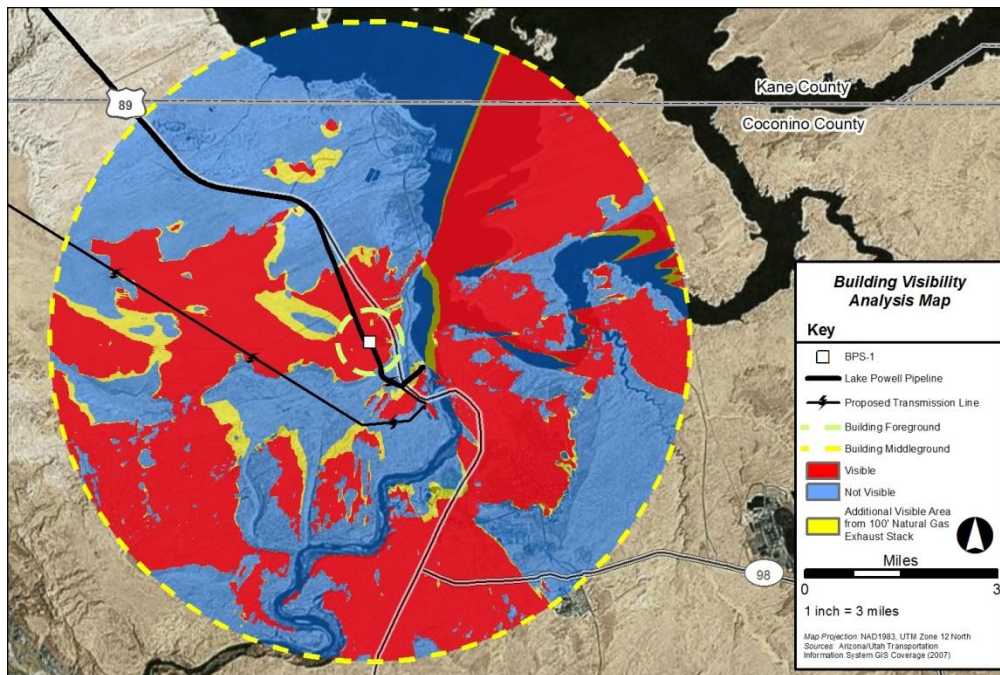 Kane County
Coconino County
89
98
Building Visibility
Analysis Map
Key
BPS-1
Lake Powell Pipeline
Proposed Transmission Line
Building Foreground
Building Middleground
Visible
Not Visible
Additional Visible Area
from 100' Natural Gas
Exhaust Stack
Miles
0 3
1 inch = 3 miles
Map Projection: NAD1983, UTM Zone 12 North
Sources: Arizona/Utah Transportation
Information System GIS Coverage (2007)